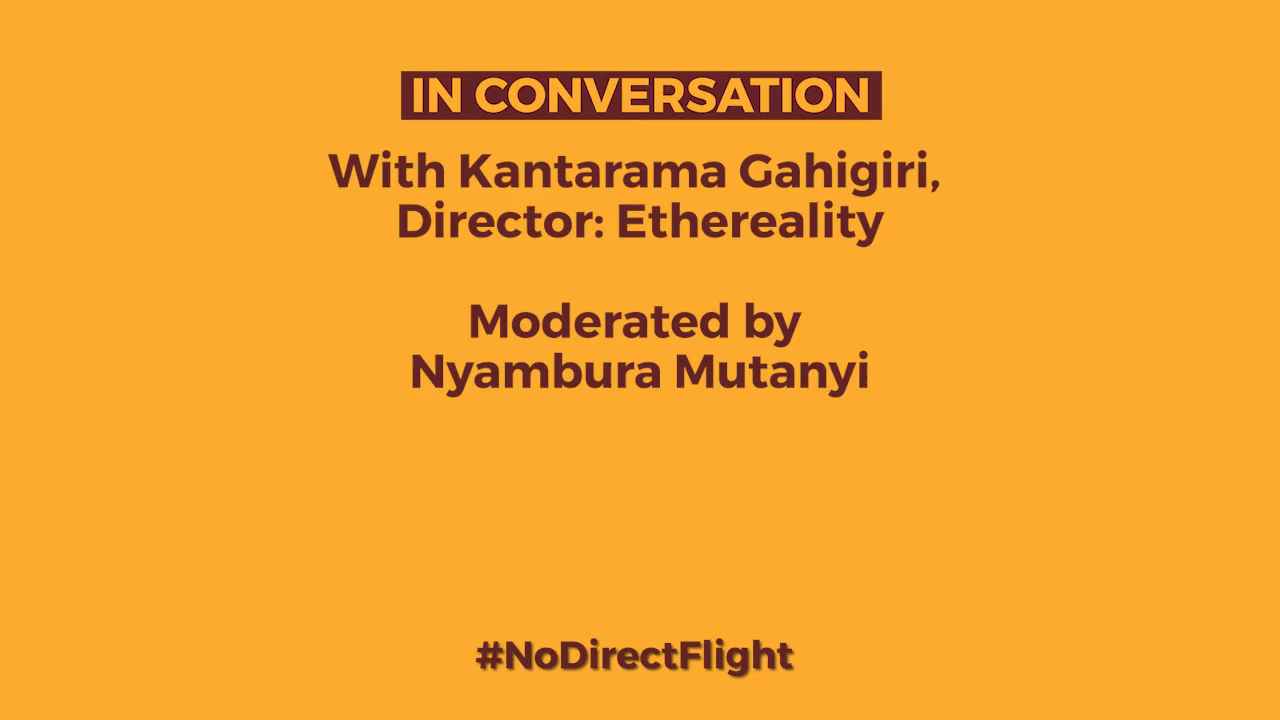 IN CONVERSATION
With Kantarama Gahigiri,
Director: Ethereality
Moderated by
Nyambura Mutanyi
#NoDirectFlight